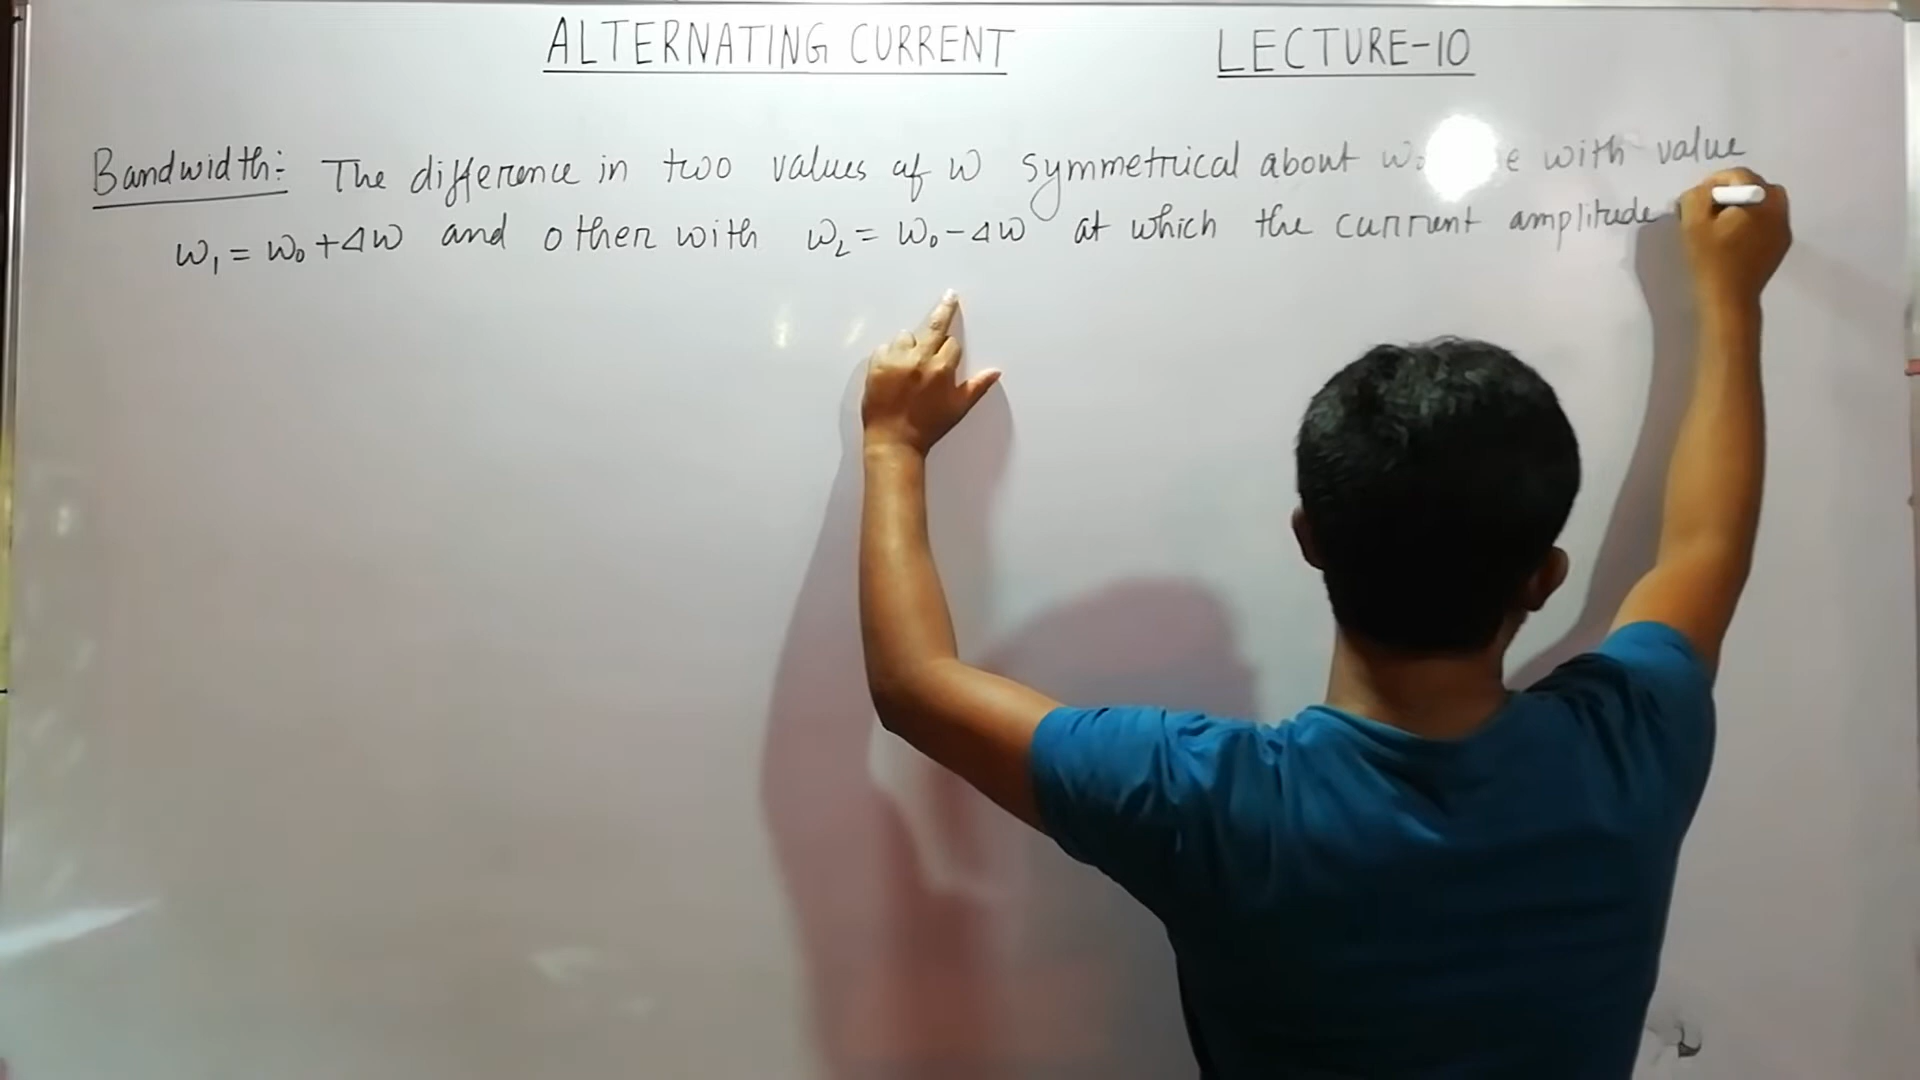 ALTERNATING CURRENT LECTURE-10
Bandwidth:- The difference in two values of ω symmetrical about ω₀ with value
ω₁ = ω₀ + Δω and other with ω₂ = ω₀ - Δω at which the current amplitude